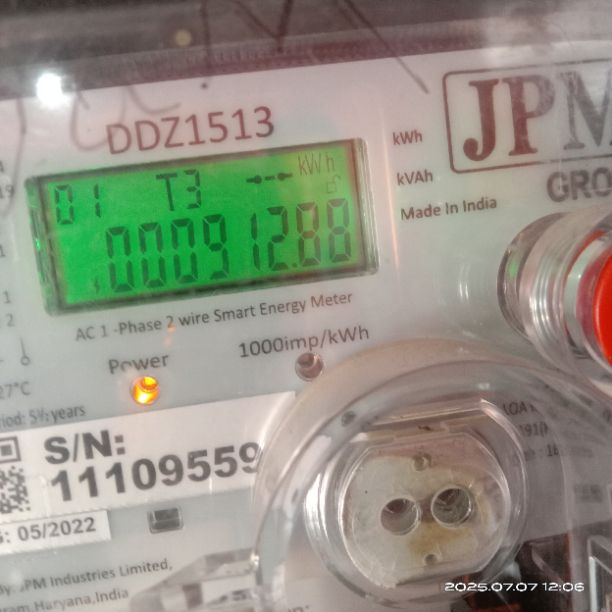 DDZ1513
kWh
kVAh
Made In India
JPM
GRO
01 T3 kWh
000912.88
AC 1 -Phase 2 wire Smart Energy Meter
Power
1000imp/kWh
27°C
riod: 5½ years
S/N:
11109559
G: 05/2022
By. JPM Industries Limited,
ram, Haryana, India
2025.07.07 12:06